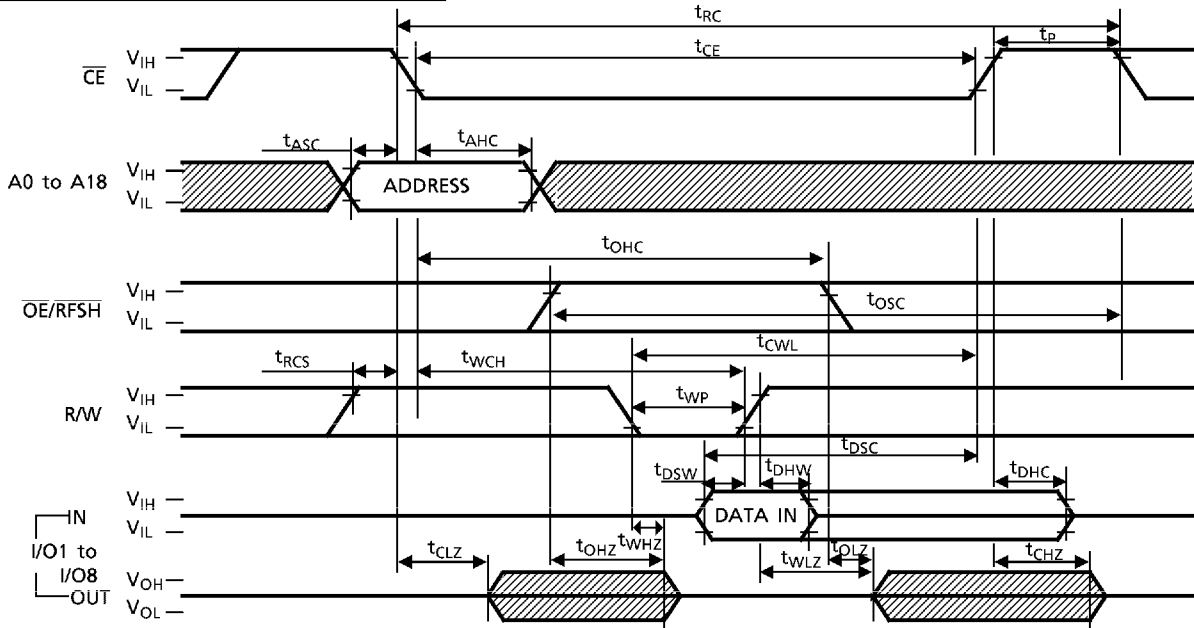 tRC
tP
tCE
CE VIH
VIL
tASC tAHC
A0 to A18 VIH
VIL
ADDRESS
tOHC
OE/RFSH VIH
VIL
tOSC
tCWL
tRCS tWCH
R/W VIH
VIL
tWP
tDSC
tDSW tDHW tDHC
VIH
IN
VIL
DATA IN
I/O1 to
I/O8
tCLZ tOHZ tWHZ tWLZ tOLZ tCHZ
VOH
OUT
VOL